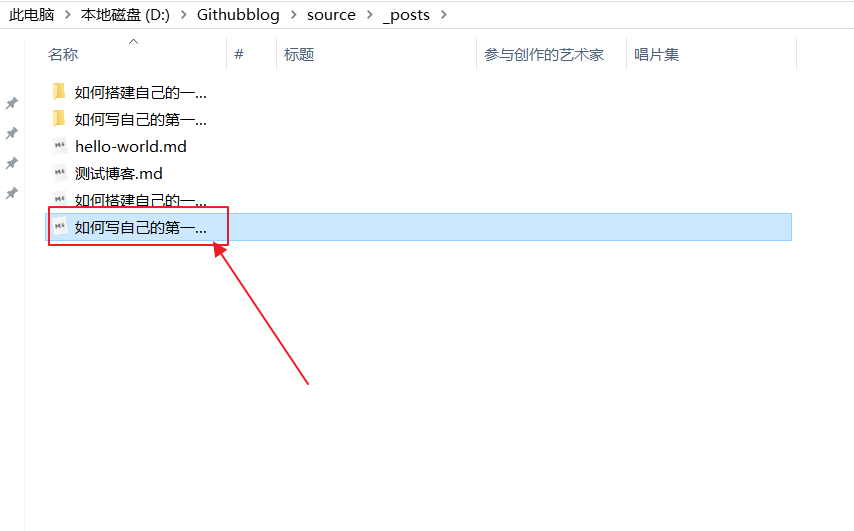 此电脑 > 本地磁盘 (D:) > Githubblog > source > _posts >
名称 # 标题 参与创作的艺术家 唱片集
如何搭建自己的一...
如何写自己的第一...
hello-world.md
测试博客.md
如何搭建自己的一...
如何写自己的第一...